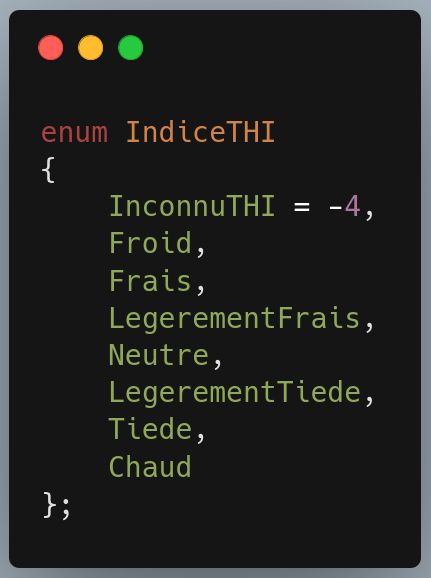 enum IndiceTHI
{
    InconnuTHI = -4,
    Froid,
    Frais,
    LegerementFrais,
    Neutre,
    LegerementTiede,
    Tiede,
    Chaud
};